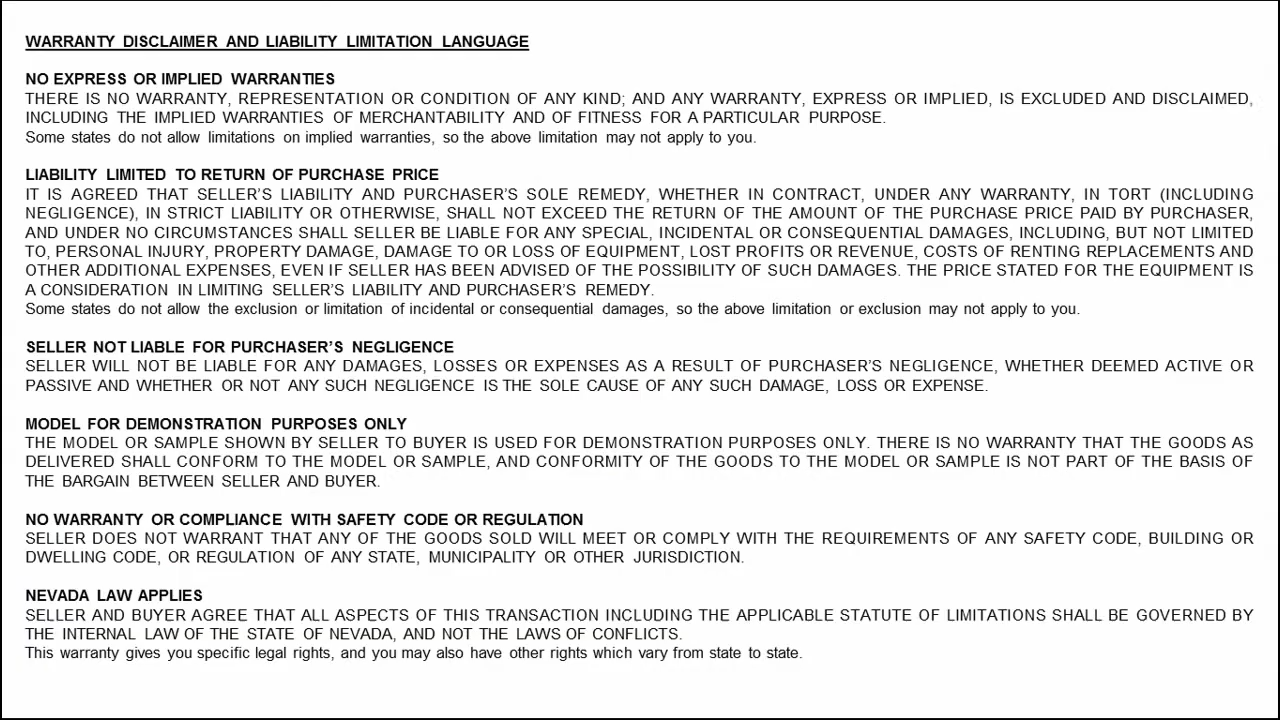 WARRANTY DISCLAIMER AND LIABILITY LIMITATION LANGUAGE
NO EXPRESS OR IMPLIED WARRANTIES
THERE IS NO WARRANTY, REPRESENTATION OR CONDITION OF ANY KIND; AND ANY WARRANTY, EXPRESS OR IMPLIED, IS EXCLUDED AND DISCLAIMED,
INCLUDING THE IMPLIED WARRANTIES OF MERCHANTABILITY AND OF FITNESS FOR A PARTICULAR PURPOSE.
Some states do not allow limitations on implied warranties, so the above limitation may not apply to you.
LIABILITY LIMITED TO RETURN OF PURCHASE PRICE
IT IS AGREED THAT SELLER'S LIABILITY AND PURCHASER'S SOLE REMEDY, WHETHER IN CONTRACT, UNDER ANY WARRANTY, IN TORT (INCLUDING
NEGLIGENCE), IN STRICT LIABILITY OR OTHERWISE, SHALL NOT EXCEED THE RETURN OF THE AMOUNT OF THE PURCHASE PRICE PAID BY PURCHASER,
AND UNDER NO CIRCUMSTANCES SHALL SELLER BE LIABLE FOR ANY SPECIAL, INCIDENTAL OR CONSEQUENTIAL DAMAGES, INCLUDING, BUT NOT LIMITED
TO, PERSONAL INJURY, PROPERTY DAMAGE, DAMAGE TO OR LOSS OF EQUIPMENT, LOST PROFITS OR REVENUE, COSTS OF RENTING REPLACEMENTS AND
OTHER ADDITIONAL EXPENSES, EVEN IF SELLER HAS BEEN ADVISED OF THE POSSIBILITY OF SUCH DAMAGES. THE PRICE STATED FOR THE EQUIPMENT IS
A CONSIDERATION IN LIMITING SELLER'S LIABILITY AND PURCHASER'S REMEDY.
Some states do not allow the exclusion or limitation of incidental or consequential damages, so the above limitation or exclusion may not apply to you.
SELLER NOT LIABLE FOR PURCHASER'S NEGLIGENCE
SELLER WILL NOT BE LIABLE FOR ANY DAMAGES, LOSSES OR EXPENSES AS A RESULT OF PURCHASER'S NEGLIGENCE, WHETHER DEEMED ACTIVE OR
PASSIVE AND WHETHER OR NOT ANY SUCH NEGLIGENCE IS THE SOLE CAUSE OF ANY SUCH DAMAGE, LOSS OR EXPENSE.
MODEL FOR DEMONSTRATION PURPOSES ONLY
THE MODEL OR SAMPLE SHOWN BY SELLER TO BUYER IS USED FOR DEMONSTRATION PURPOSES ONLY. THERE IS NO WARRANTY THAT THE GOODS AS
DELIVERED SHALL CONFORM TO THE MODEL OR SAMPLE, AND CONFORMITY OF THE GOODS TO THE MODEL OR SAMPLE IS NOT PART OF THE BASIS OF
THE BARGAIN BETWEEN SELLER AND BUYER.
NO WARRANTY OR COMPLIANCE WITH SAFETY CODE OR REGULATION
SELLER DOES NOT WARRANT THAT ANY OF THE GOODS SOLD WILL MEET OR COMPLY WITH THE REQUIREMENTS OF ANY SAFETY CODE, BUILDING OR
DWELLING CODE, OR REGULATION OF ANY STATE, MUNICIPALITY OR OTHER JURISDICTION.
NEVADA LAW APPLIES
SELLER AND BUYER AGREE THAT ALL ASPECTS OF THIS TRANSACTION INCLUDING THE APPLICABLE STATUTE OF LIMITATIONS SHALL BE GOVERNED BY
THE INTERNAL LAW OF THE STATE OF NEVADA, AND NOT THE LAWS OF CONFLICTS.
This warranty gives you specific legal rights, and you may also have other rights which vary from state to state.